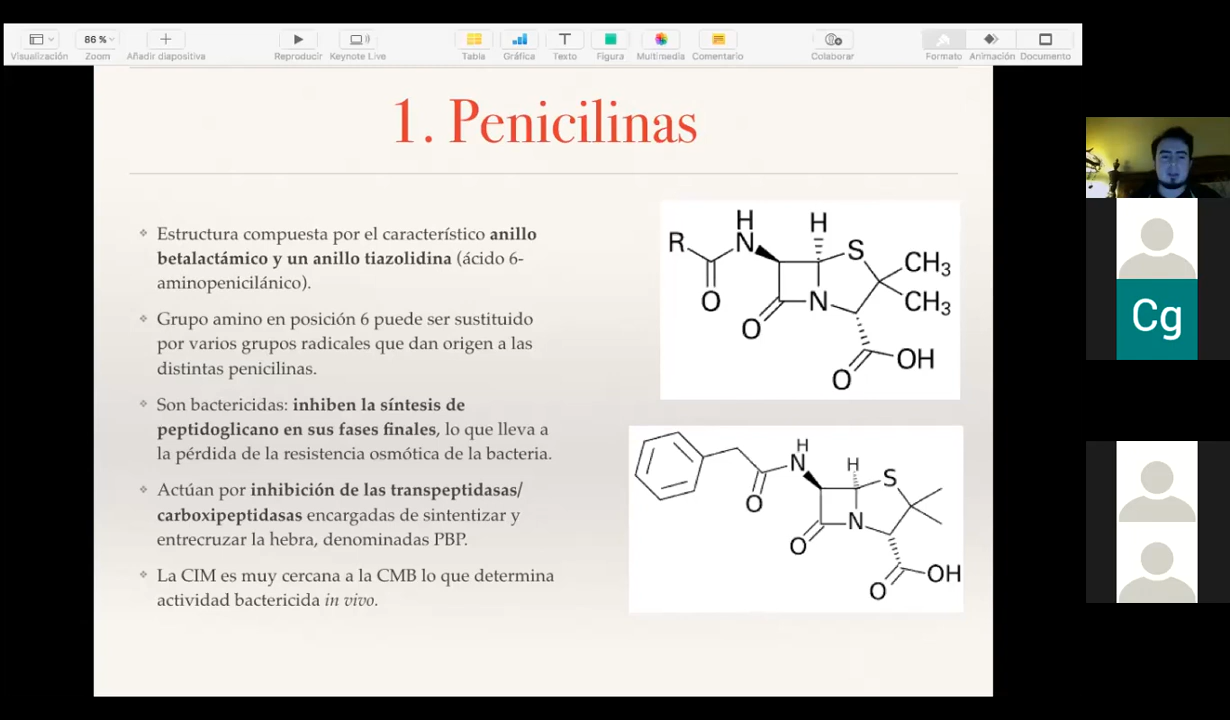 86 %
Visualización Zoom Añadir diapositiva Reproducir Keynote Live Tabla Gráfica Texto Figura Multimedia Comentario Colaborar Formato Animación Documento
1. Penicilinas
Estructura compuesta por el característico anillo
betalactámico y un anillo tiazolidina (ácido 6-
aminopenicilánico).
Grupo amino en posición 6 puede ser sustituido
por varios grupos radicales que dan origen a las
distintas penicilinas.
Son bactericidas: inhiben la síntesis de
peptidoglicano en sus fases finales, lo que lleva a
la pérdida de la resistencia osmótica de la bacteria.
Actúan por inhibición de las transpeptidasas/
carboxipeptidasas encargadas de sintentizar y
entrecruzar la hebra, denominadas PBP.
La CIM es muy cercana a la CMB lo que determina
actividad bactericida in vivo.
H H
R N S CH3
O N CH3
O
O OH
H H
N S
O N
O
O OH
Cg